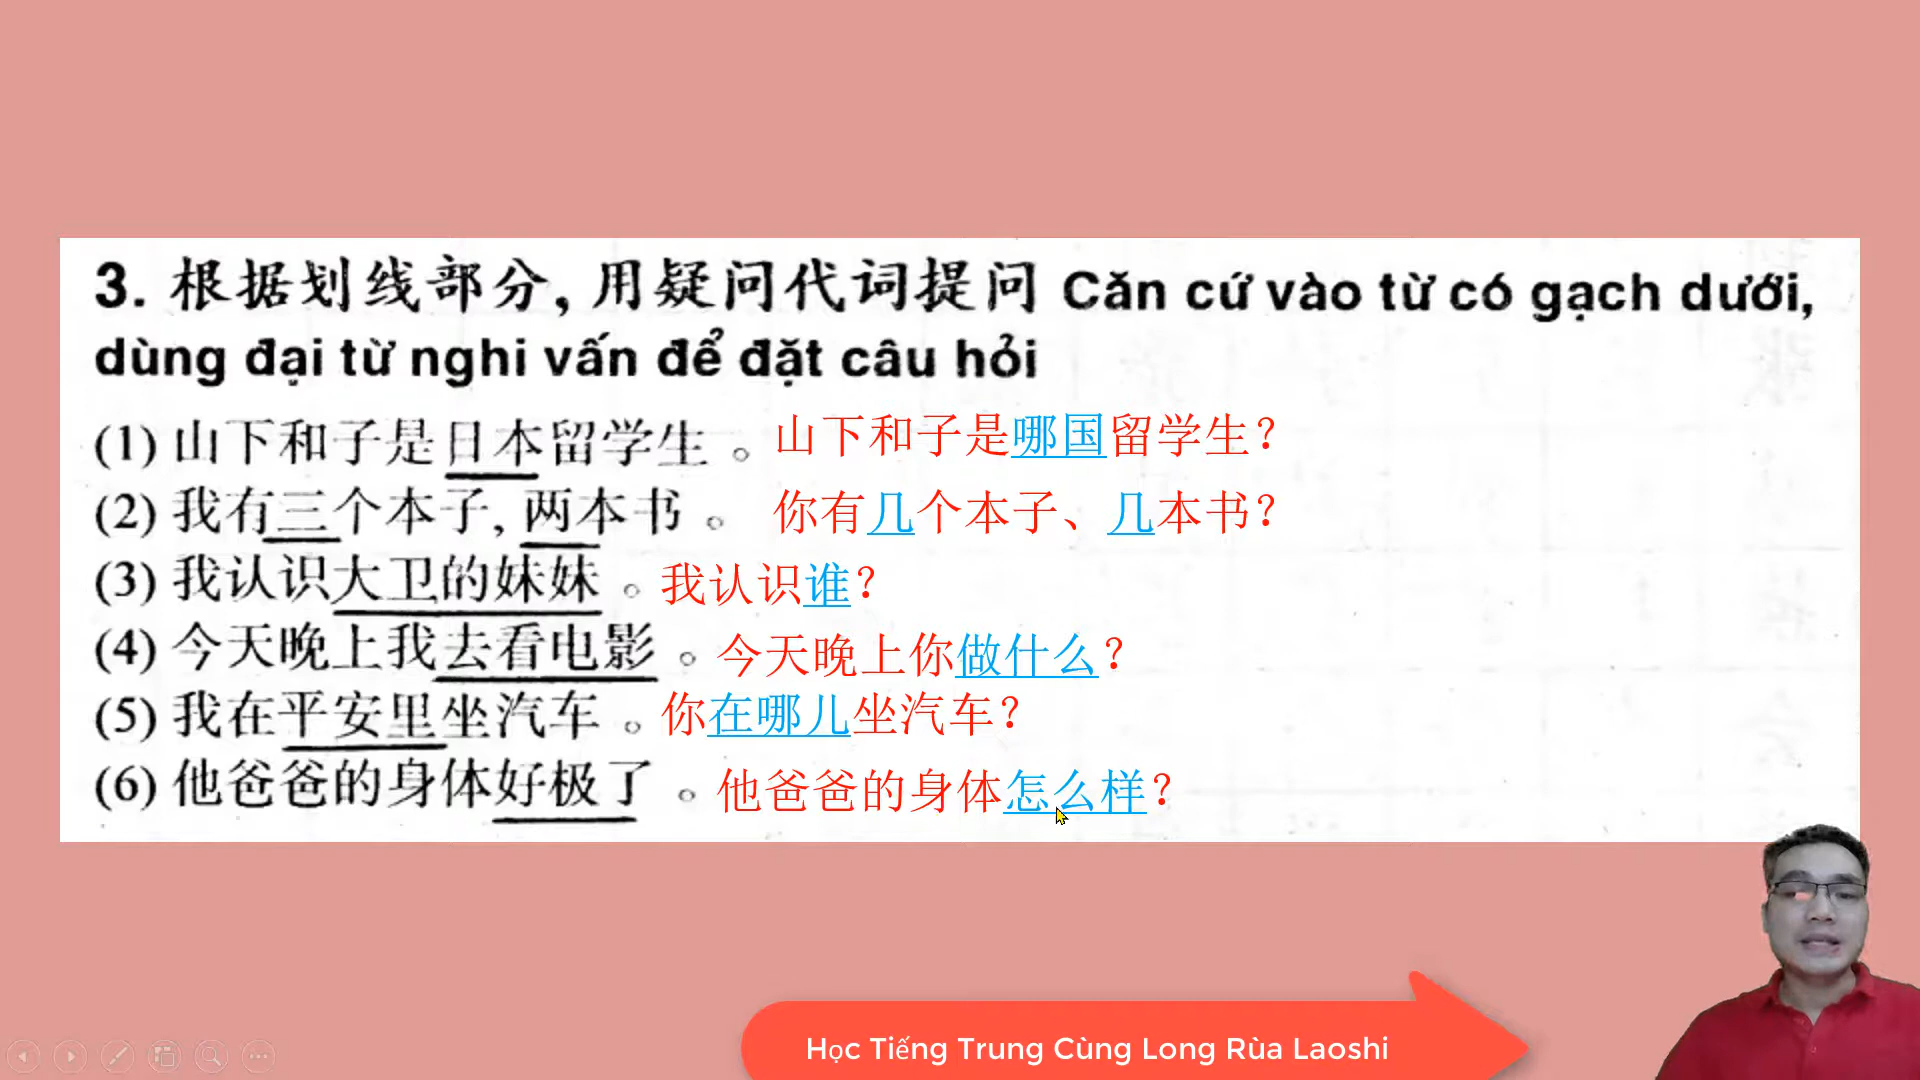 3. 根据划线部分, 用疑问代词提问 Căn cứ vào từ có gạch dưới,
dùng đại từ nghi vấn để đặt câu hỏi
(1) 山下和子是日本留学生。 山下和子是哪国留学生?
(2) 我有三个本子, 两本书。 你有几个本子、几本书?
(3) 我认识大卫的妹妹。 我认识谁?
(4) 今天晚上我去看电影。 今天晚上你做什么?
(5) 我在平安里坐汽车。 你在哪儿坐汽车?
(6) 他爸爸的身体好极了。 他爸爸的身体怎么样?
Học Tiếng Trung Cùng Long Rùa Laoshi